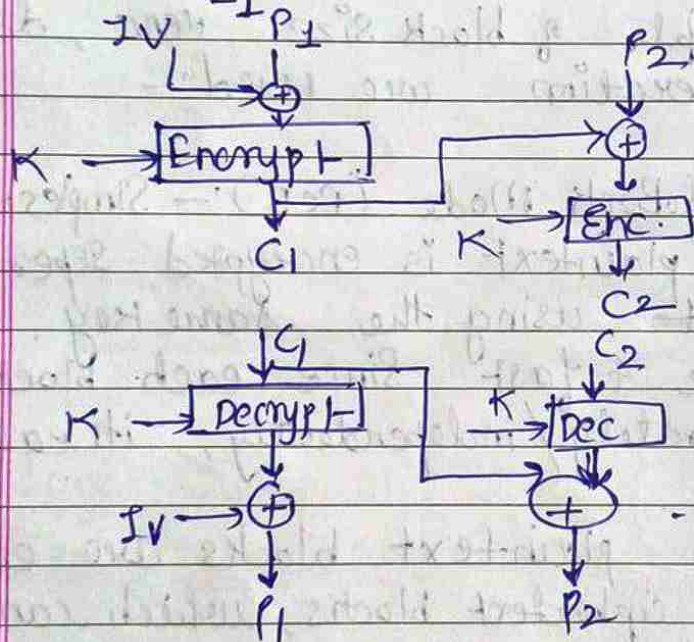 IV P1
P2
K Encrypt
K Enc.
C1
C2
C1 C2
K Decrypt K Dec
IV
P1 P2